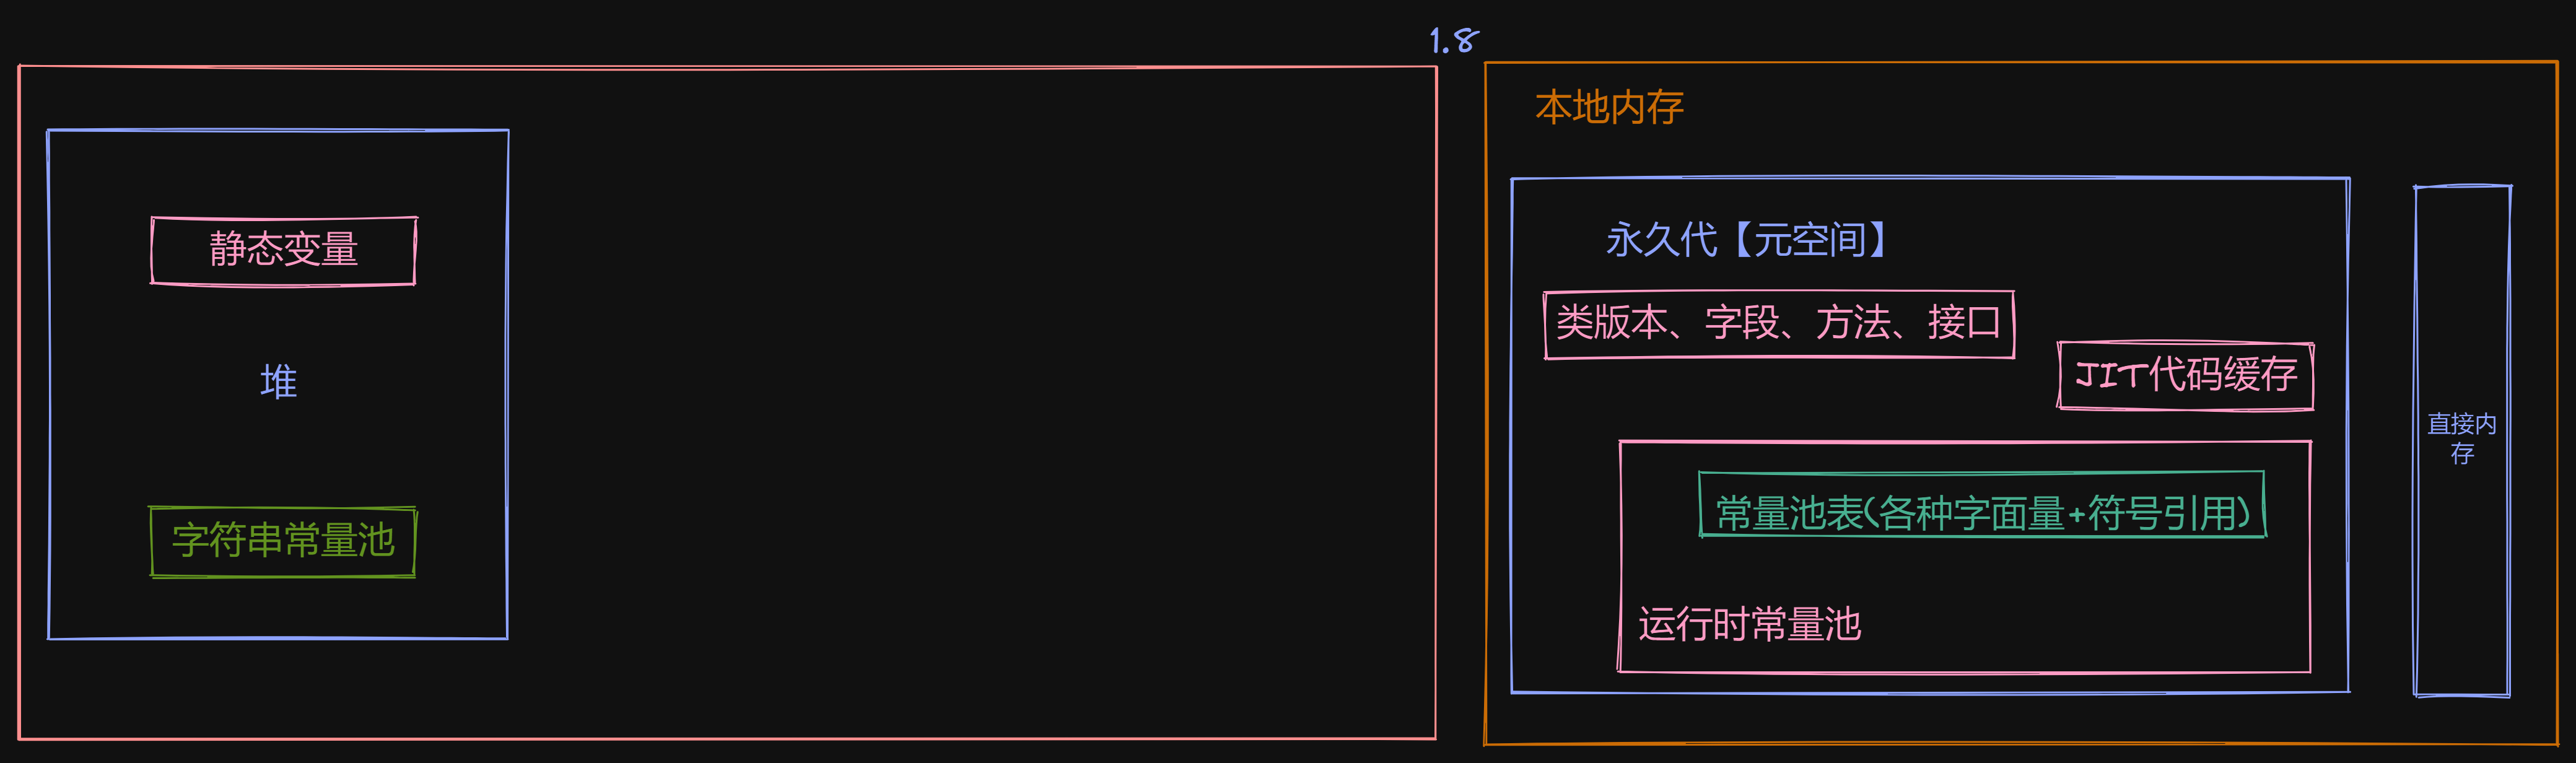 1.8
静态变量
堆
字符串常量池
本地内存
永久代【元空间】
类版本、字段、方法、接口
JIT代码缓存
常量池表(各种字面量+符号引用)
运行时常量池
直接内
存